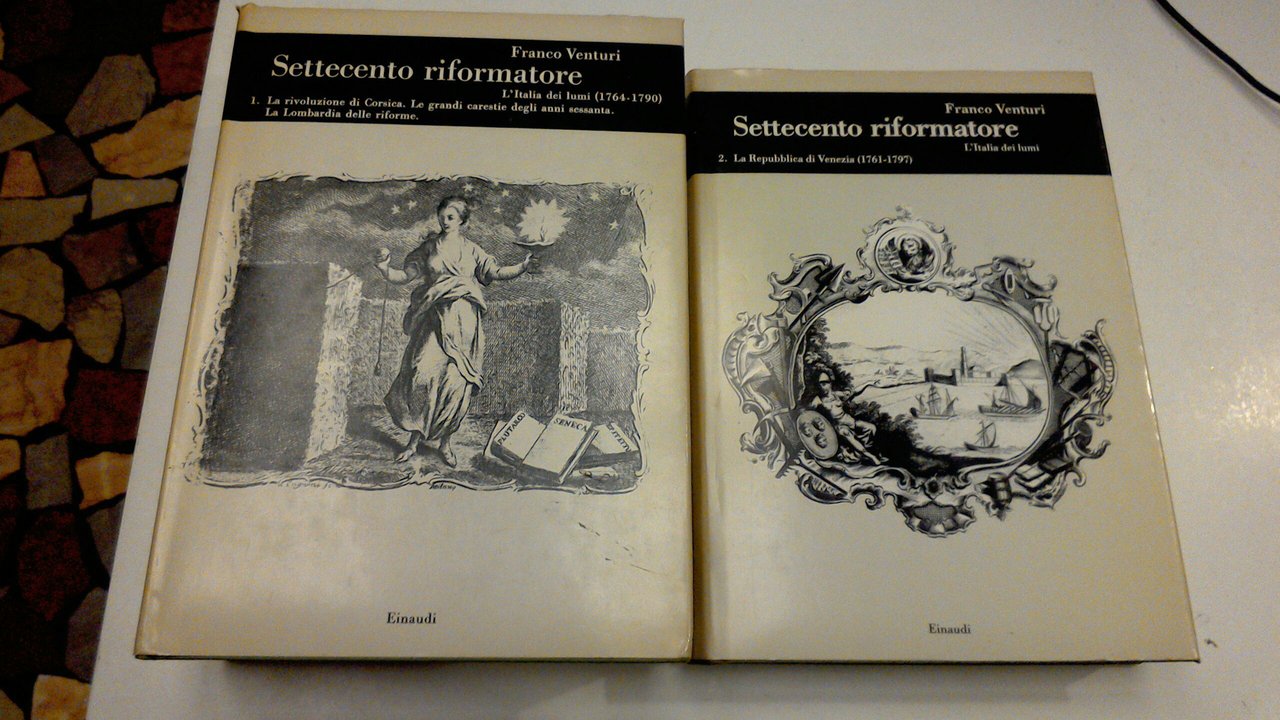 Franco Venturi
Settecento riformatore
L'Italia dei lumi (1764-1790)
1. La rivoluzione di Corsica. Le grandi carestie degli anni sessanta.
La Lombardia delle riforme.
PLUTARCO
SENECA
Einaudi
Franco Venturi
Settecento riformatore
L'Italia dei lumi
2. La Repubblica di Venezia (1761-1797)
Einaudi